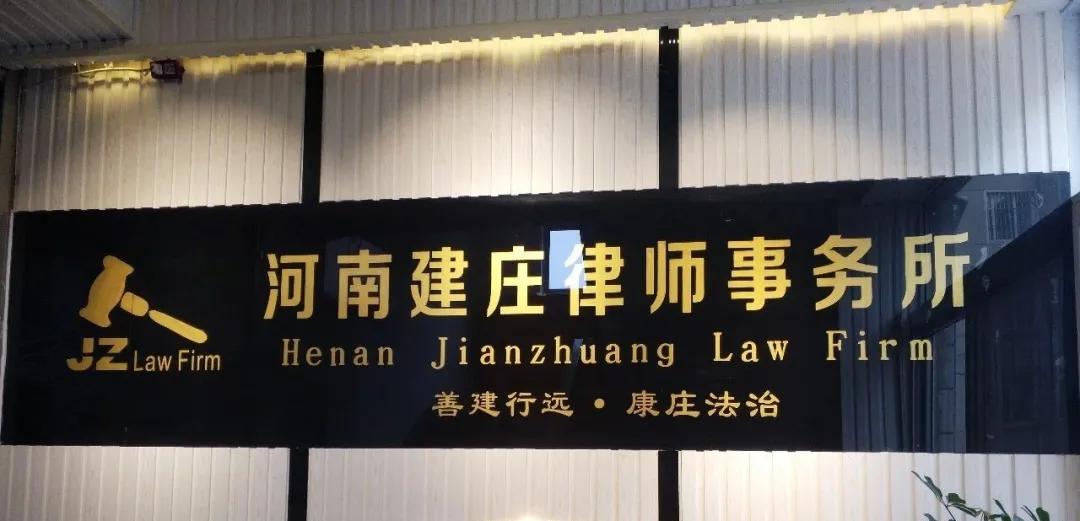 河南建庄律师事务所
JZ Law Firm
Henan Jianzhuang Law Firm
善建行远·康庄法治